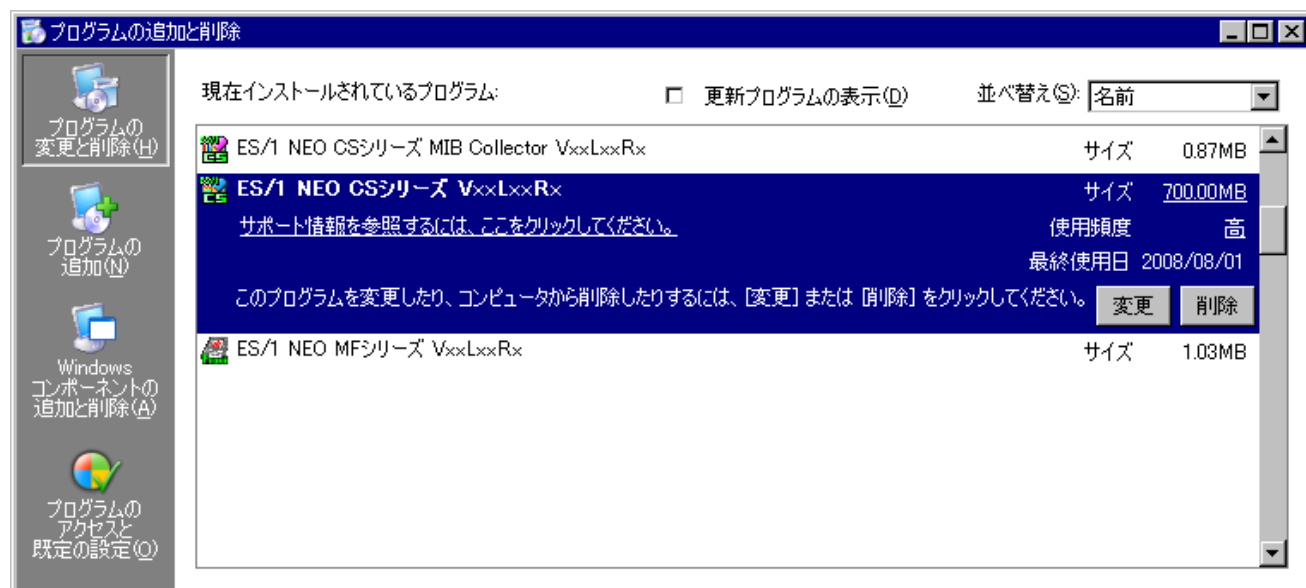 プログラムの追加と削除
プログラムの
変更と削除(H)
プログラムの
追加(N)
Windows
コンポーネントの
追加と削除(A)
プログラムの
アクセスと
既定の設定(O)
現在インストールされているプログラム: 更新プログラムの表示(D) 並べ替え(S): 名前
ES/1 NEO CSシリーズ MIB Collector VxxLxxRx サイズ 0.87MB
ES/1 NEO CSシリーズ VxxLxxRx サイズ 700.00MB
サポート情報を参照するには、ここをクリックしてください。 使用頻度 高
最終使用日 2008/08/01
このプログラムを変更したり、コンピュータから削除したりするには、[変更] または [削除] をクリックしてください。 変更 削除
ES/1 NEO MFシリーズ VxxLxxRx サイズ 1.03MB